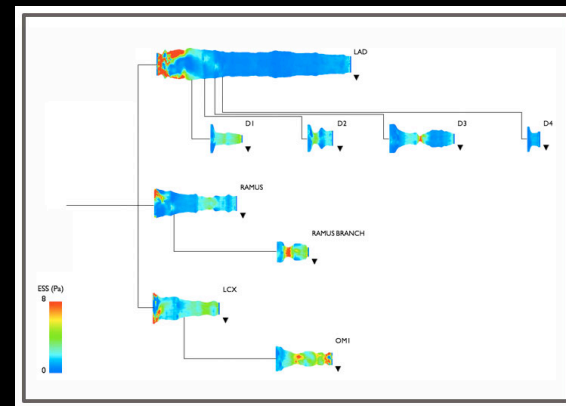 LAD
D1
D2
D3
D4
RAMUS
RAMUS BRANCH
LCX
ESS (Pa)
8
0
OM1